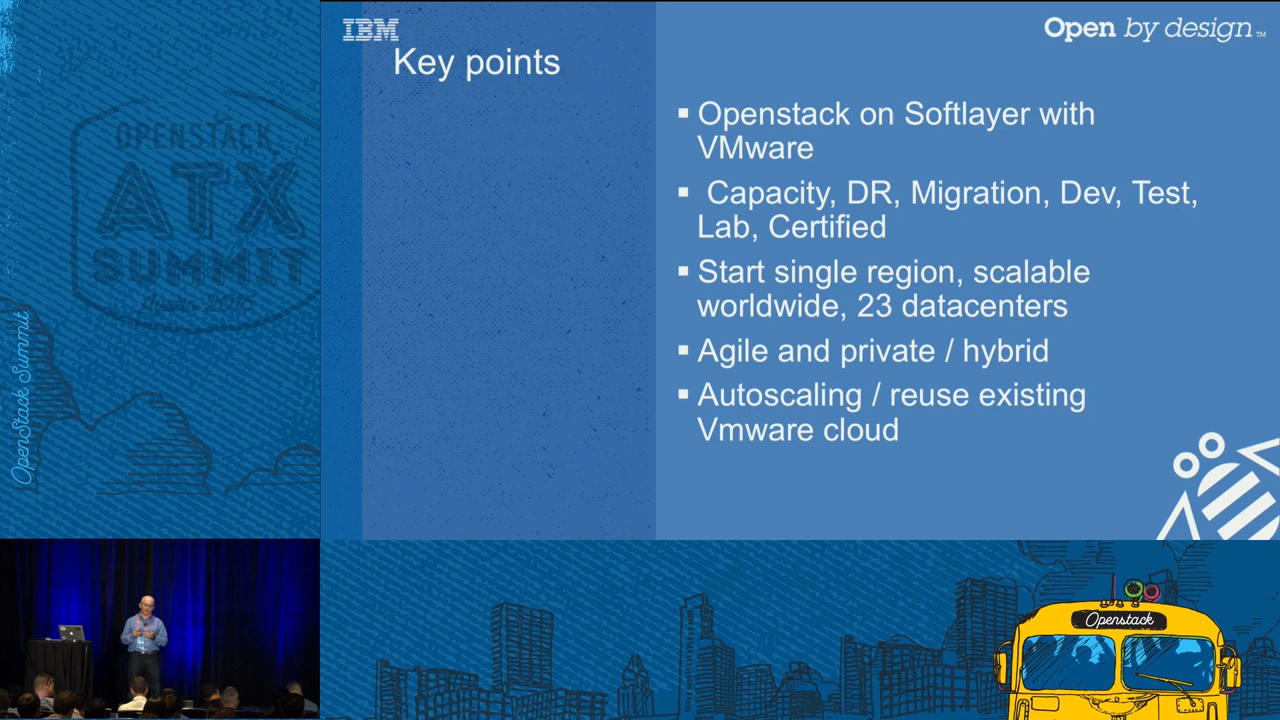 IBM
Open by design™
Key points
▪ Openstack on Softlayer with
VMware
▪ Capacity, DR, Migration, Dev, Test,
Lab, Certified
▪ Start single region, scalable
worldwide, 23 datacenters
▪ Agile and private / hybrid
▪ Autoscaling / reuse existing
Vmware cloud
OPENSTACK
ATX
SUMMIT
Austin 2016
OpenStack Summit
Openstack